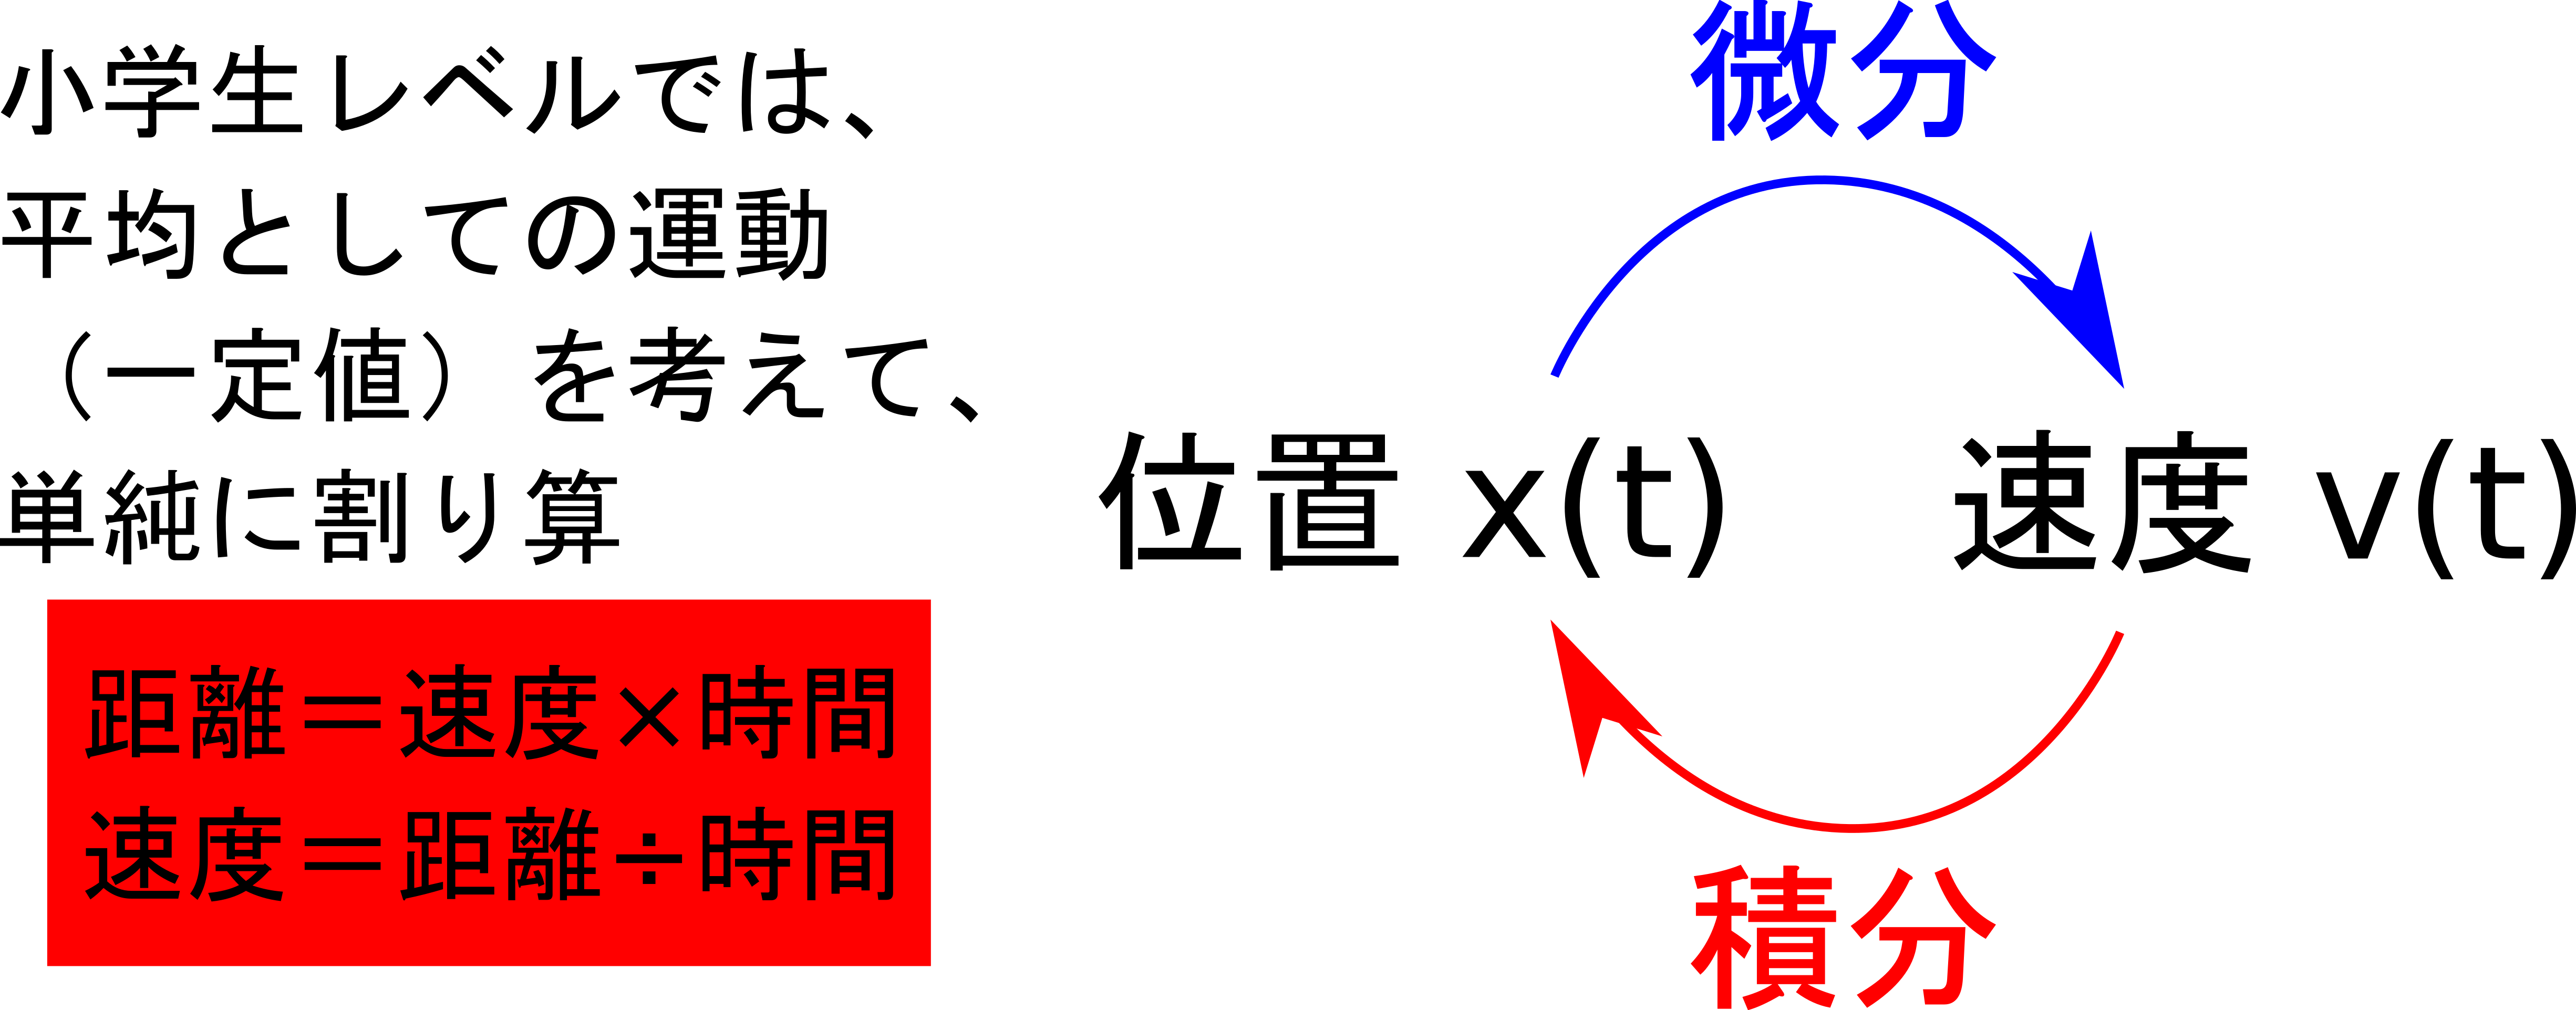 小学生レベルでは、
平均としての運動
（一定値）を考えて、
単純に割り算
距離＝速度×時間
速度＝距離÷時間
微分
位置 x(t)
速度 v(t)
積分